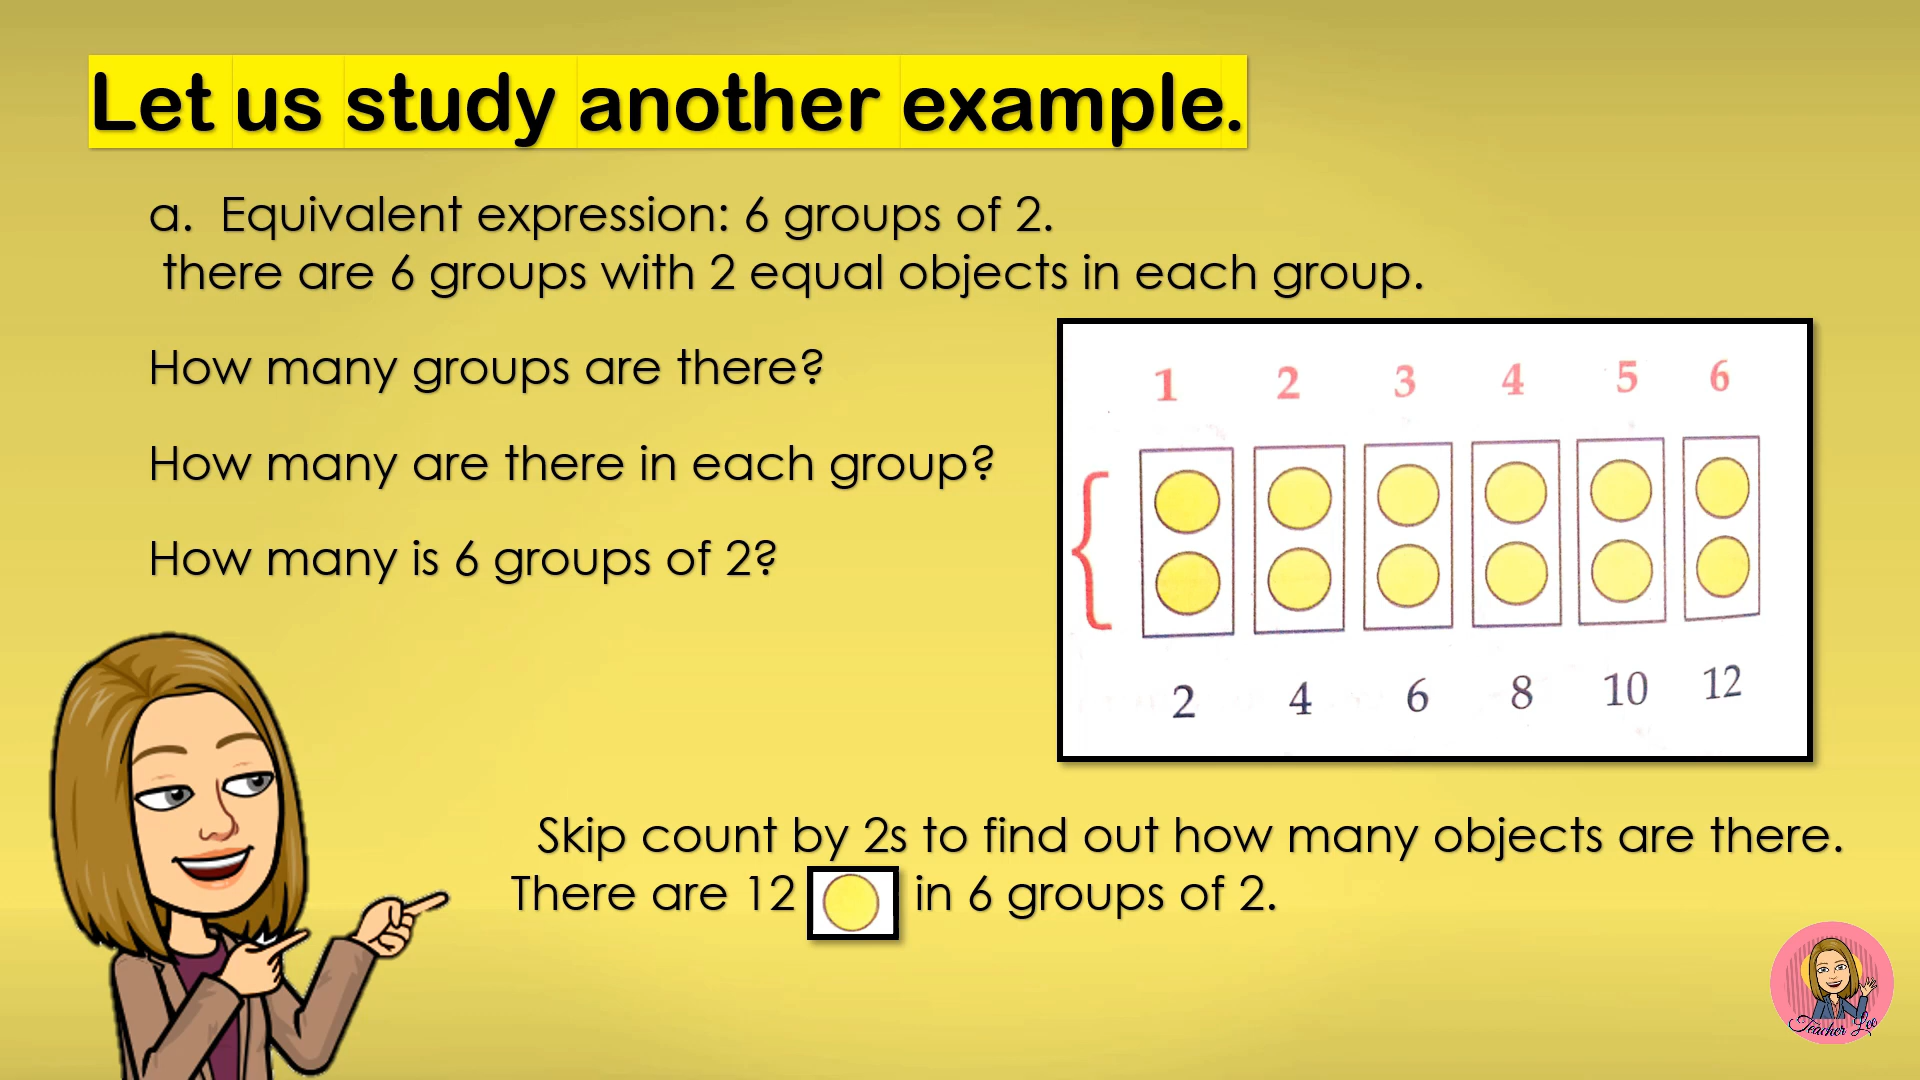 Let us study another example.
a. Equivalent expression: 6 groups of 2.
there are 6 groups with 2 equal objects in each group.
How many groups are there?
How many are there in each group?
How many is 6 groups of 2?
1 2 3 4 5 6
2 4 6 8 10 12
Skip count by 2s to find out how many objects are there.
There are 12 in 6 groups of 2.
Teacher Leo